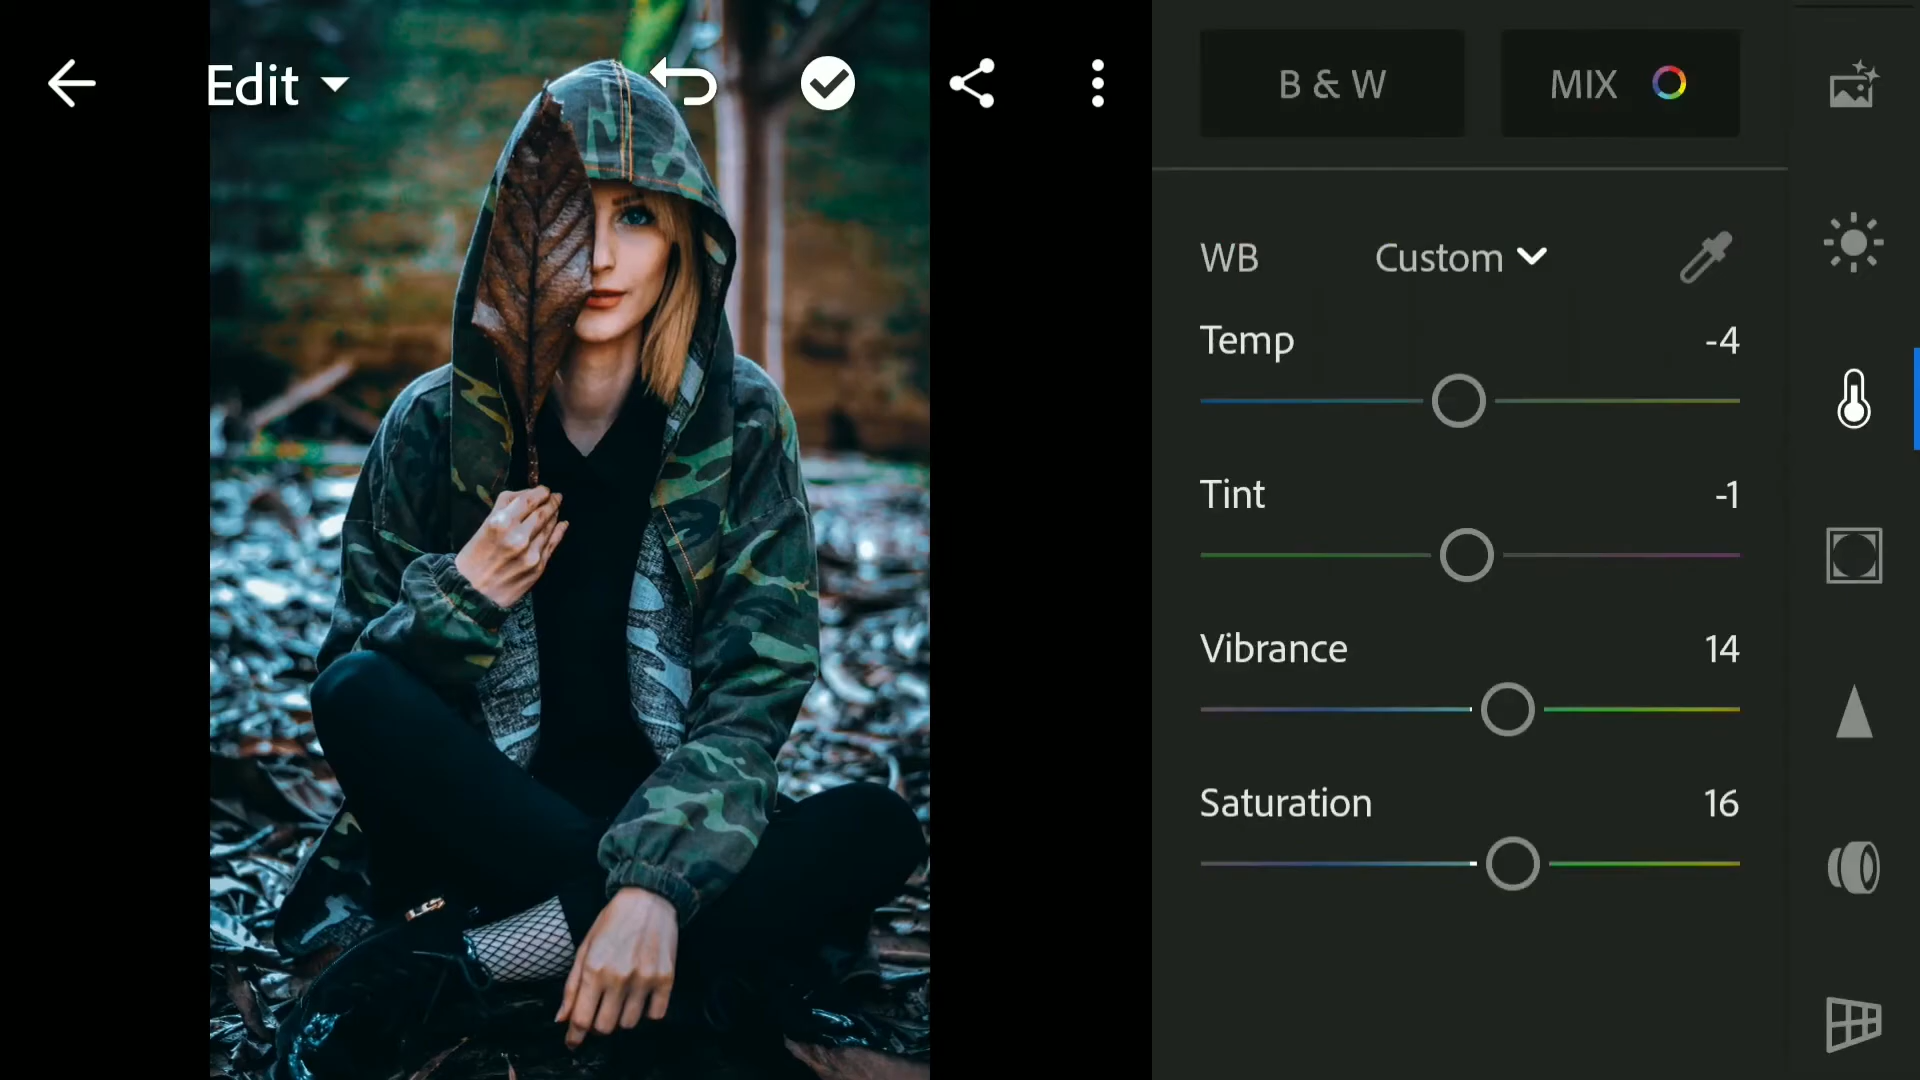 Edit
B & W
MIX
WB
Custom
Temp
-4
Tint
-1
Vibrance
14
Saturation
16